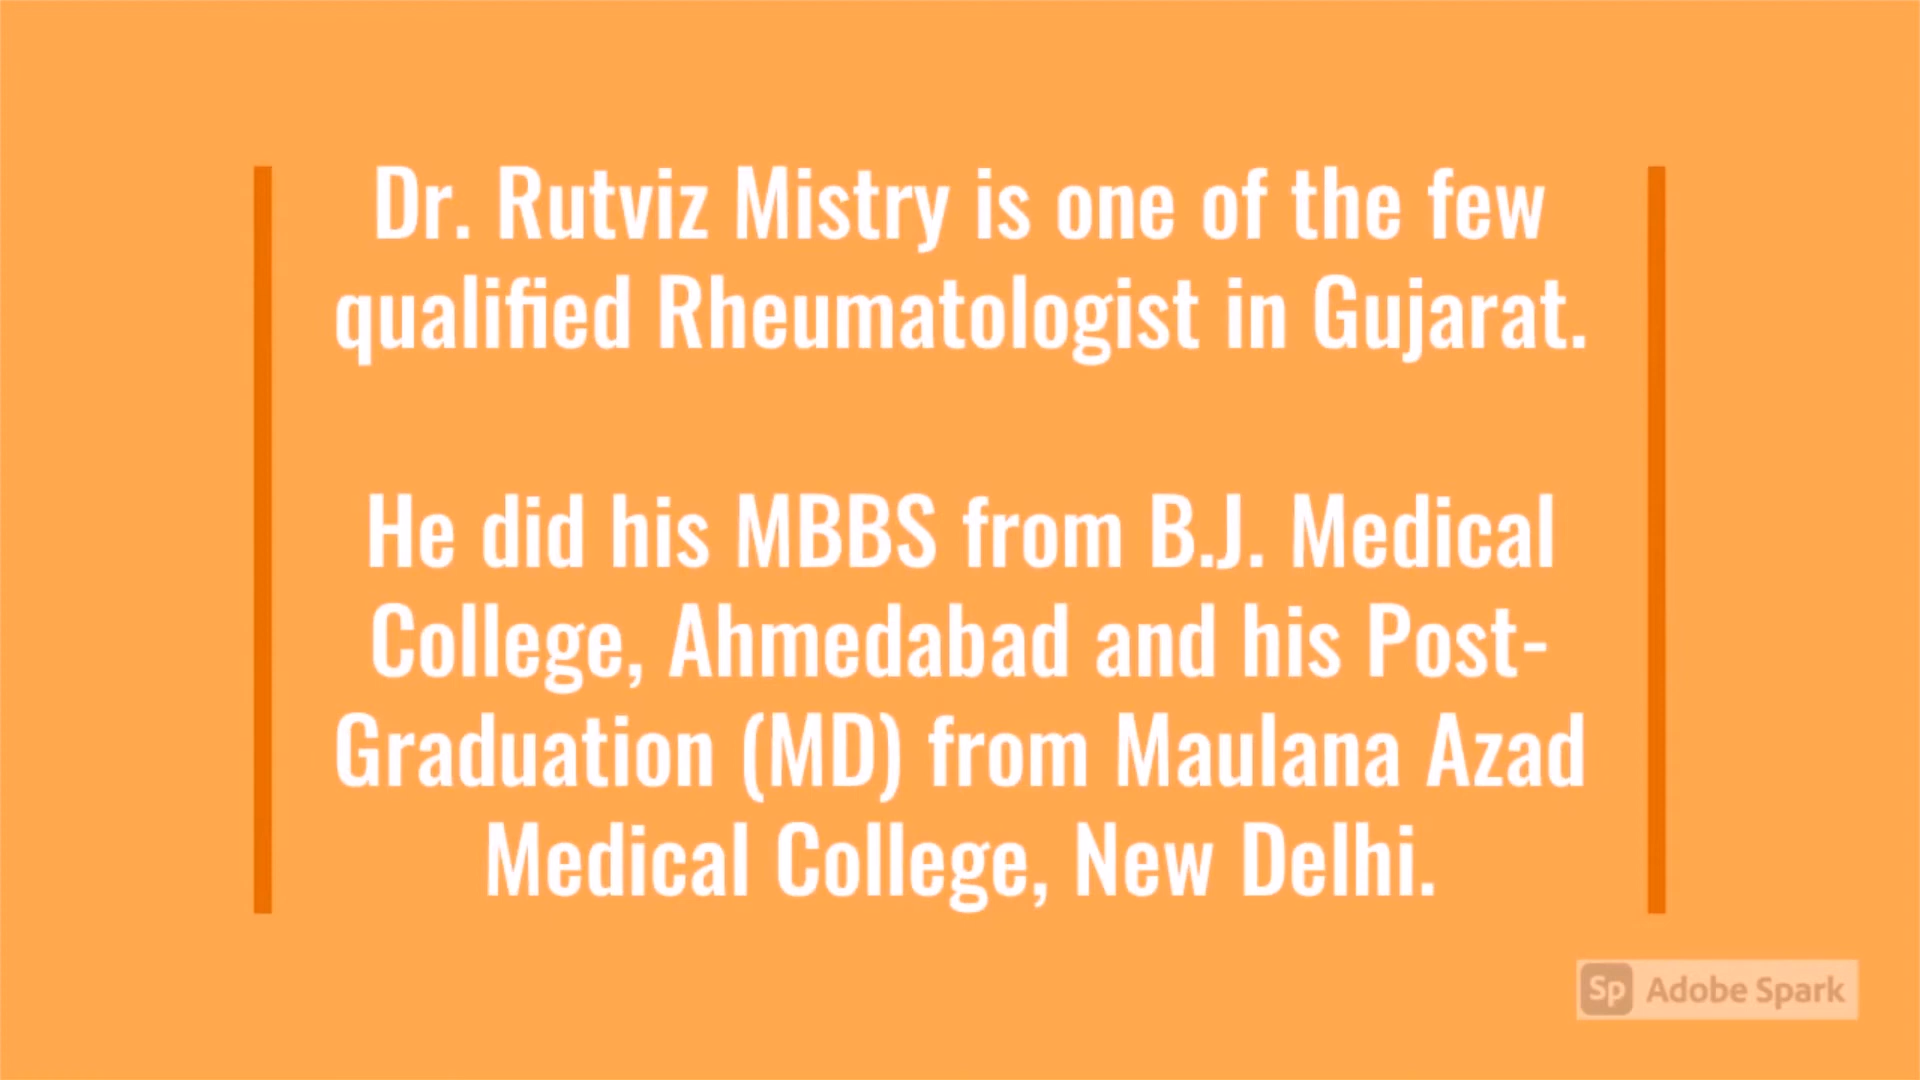 Dr. Rutviz Mistry is one of the few
qualified Rheumatologist in Gujarat.
He did his MBBS from B.J. Medical
College, Ahmedabad and his Post-
Graduation (MD) from Maulana Azad
Medical College, New Delhi.
Sp Adobe Spark